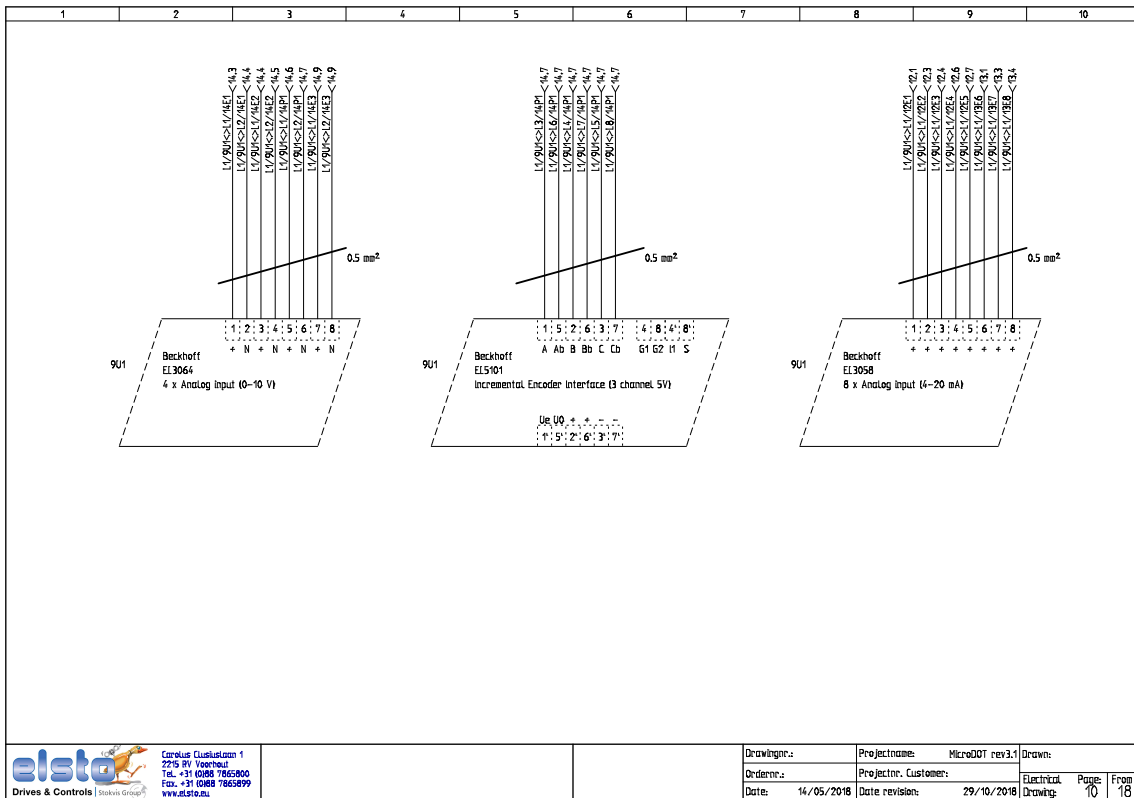 1 2 3 4 5 6 7 8 9 10
L1/9U1<>L1/14E1 14.3
L1/9U1<>L2/14E1 14.4
L1/9U1<>L1/14E2 14.4
L1/9U1<>L2/14E2 14.5
L1/9U1<>L1/14P1 14.6
L1/9U1<>L2/14P1 14.7
L1/9U1<>L1/14E3 14.9
L1/9U1<>L2/14E3 14.9
L1/9U1<>L3/14P1 14.7
L1/9U1<>L6/14P1 14.7
L1/9U1<>L4/14P1 14.7
L1/9U1<>L7/14P1 14.7
L1/9U1<>L5/14P1 14.7
L1/9U1<>L8/14P1 14.7
L1/9U1<>L1/12E1 12.1
L1/9U1<>L1/12E2 12.3
L1/9U1<>L1/12E3 12.4
L1/9U1<>L1/12E4 12.6
L1/9U1<>L1/12E5 12.7
L1/9U1<>L1/13E6 13.1
L1/9U1<>L1/13E7 13.3
L1/9U1<>L1/13E8 13.4
0.5 mm²
0.5 mm²
0.5 mm²
1 2 3 4 5 6 7 8
+ N + N + N + N
9U1
Beckhoff
EL3064
4 x Analog input (0-10 V)
1 5 2 6 3 7 4 8 4' 8'
A Ab B Bb C Cb G1 G2 I1 S
9U1
Beckhoff
EL5101
Incremental Encoder Interface (3 channel 5V)
Ue U0 + + - -
1' 5' 2' 6' 3' 7'
1 2 3 4 5 6 7 8
+ + + + + + + +
9U1
Beckhoff
EL3058
8 x Analog input (4-20 mA)
elsto
Drives & Controls | Stokvis Group
Carolus Clusiuslaan 1
2215 RV Voorhout
Tel. +31 (0)88 7865800
Fax. +31 (0)88 7865899
www.elsto.eu
Drawingnr.: Projectname: MicroDOT rev3.1 Drawn:
Ordernr.: Projectnr. Customer:
Date: 14/05/2018 Date revision: 29/10/2018
Electrical Drawing: Page: 10 From 18